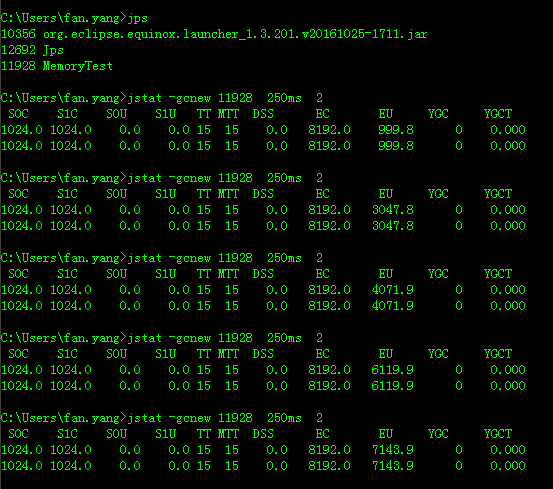 C:\Users\fan.yang>jps
10356 org.eclipse.equinox.launcher_1.3.201.v20161025-1711.jar
12692 Jps
11928 MemoryTest
C:\Users\fan.yang>jstat -gcnew 11928 250ms 2
S0C S1C S0U S1U TT MTT DSS EC EU YGC YGCT
1024.0 1024.0 0.0 0.0 15 15 0.0 8192.0 999.8 0 0.000
1024.0 1024.0 0.0 0.0 15 15 0.0 8192.0 999.8 0 0.000
C:\Users\fan.yang>jstat -gcnew 11928 250ms 2
S0C S1C S0U S1U TT MTT DSS EC EU YGC YGCT
1024.0 1024.0 0.0 0.0 15 15 0.0 8192.0 3047.8 0 0.000
1024.0 1024.0 0.0 0.0 15 15 0.0 8192.0 3047.8 0 0.000
C:\Users\fan.yang>jstat -gcnew 11928 250ms 2
S0C S1C S0U S1U TT MTT DSS EC EU YGC YGCT
1024.0 1024.0 0.0 0.0 15 15 0.0 8192.0 4071.9 0 0.000
1024.0 1024.0 0.0 0.0 15 15 0.0 8192.0 4071.9 0 0.000
C:\Users\fan.yang>jstat -gcnew 11928 250ms 2
S0C S1C S0U S1U TT MTT DSS EC EU YGC YGCT
1024.0 1024.0 0.0 0.0 15 15 0.0 8192.0 6119.9 0 0.000
1024.0 1024.0 0.0 0.0 15 15 0.0 8192.0 6119.9 0 0.000
C:\Users\fan.yang>jstat -gcnew 11928 250ms 2
S0C S1C S0U S1U TT MTT DSS EC EU YGC YGCT
1024.0 1024.0 0.0 0.0 15 15 0.0 8192.0 7143.9 0 0.000
1024.0 1024.0 0.0 0.0 15 15 0.0 8192.0 7143.9 0 0.000